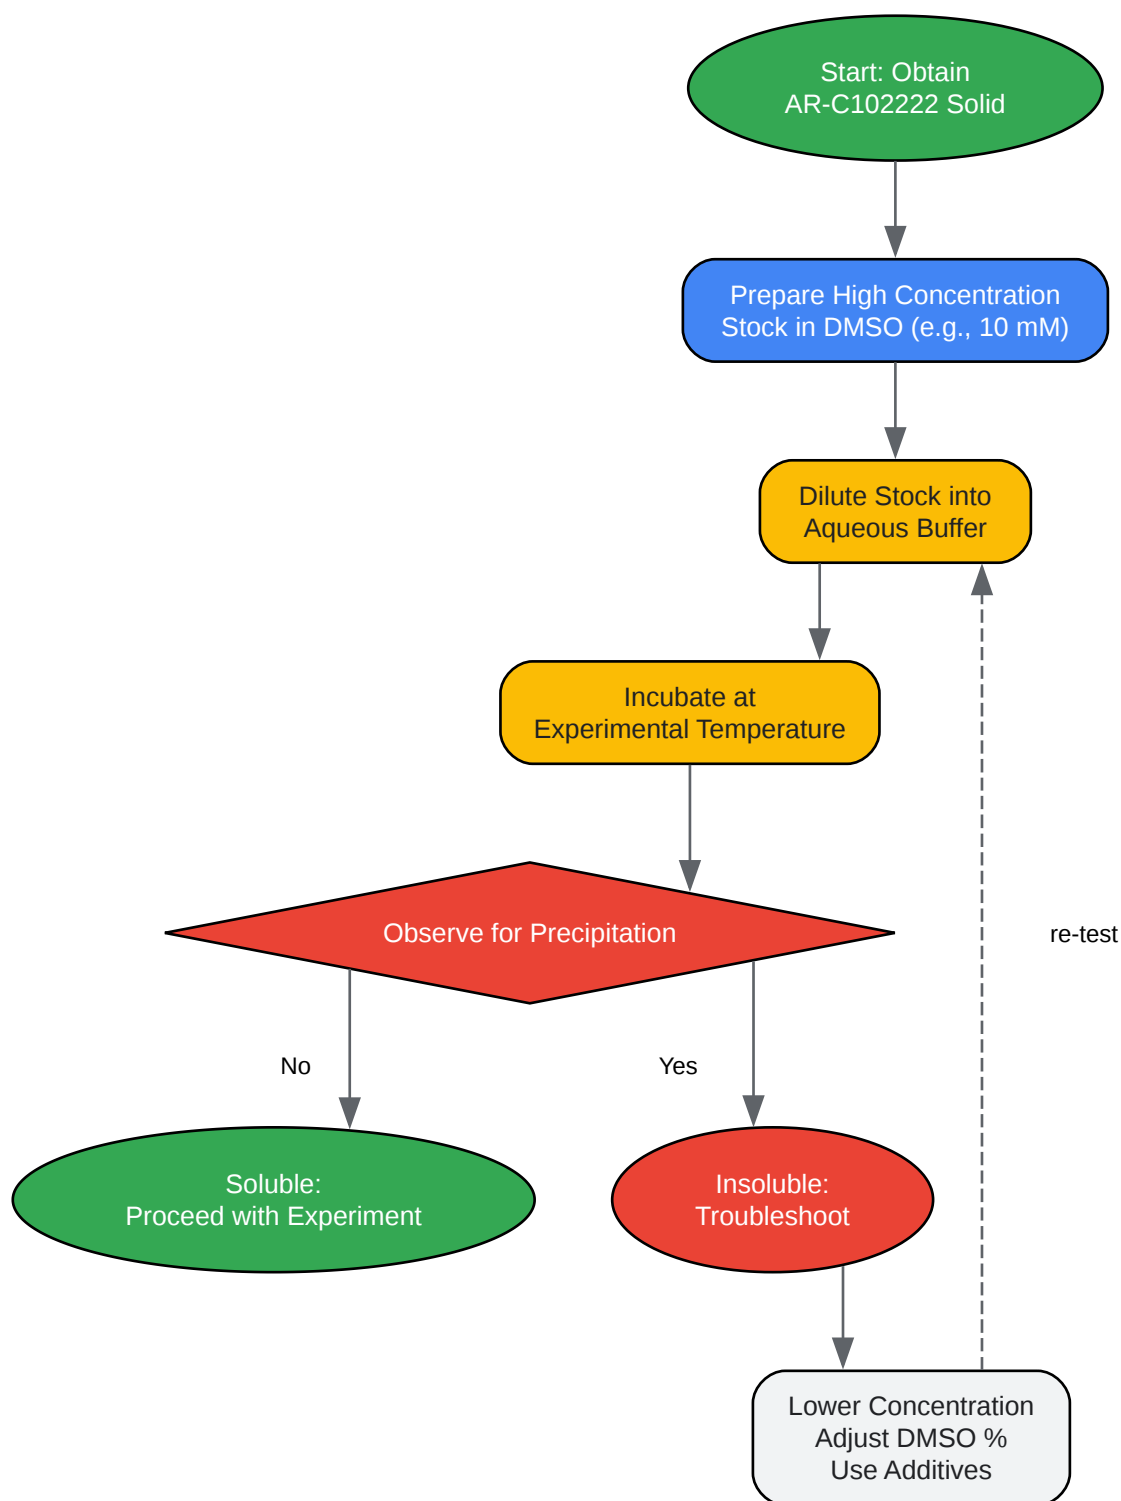 Start: Obtain
AR-C102222 Solid
Prepare High Concentration
Stock in DMSO (e.g., 10 mM)
Dilute Stock into
Aqueous Buffer
Incubate at
Experimental Temperature
Observe for Precipitation
re-test
No
Yes
Soluble:
Proceed with Experiment
Insoluble:
Troubleshoot
Lower Concentration
Adjust DMSO %
Use Additives